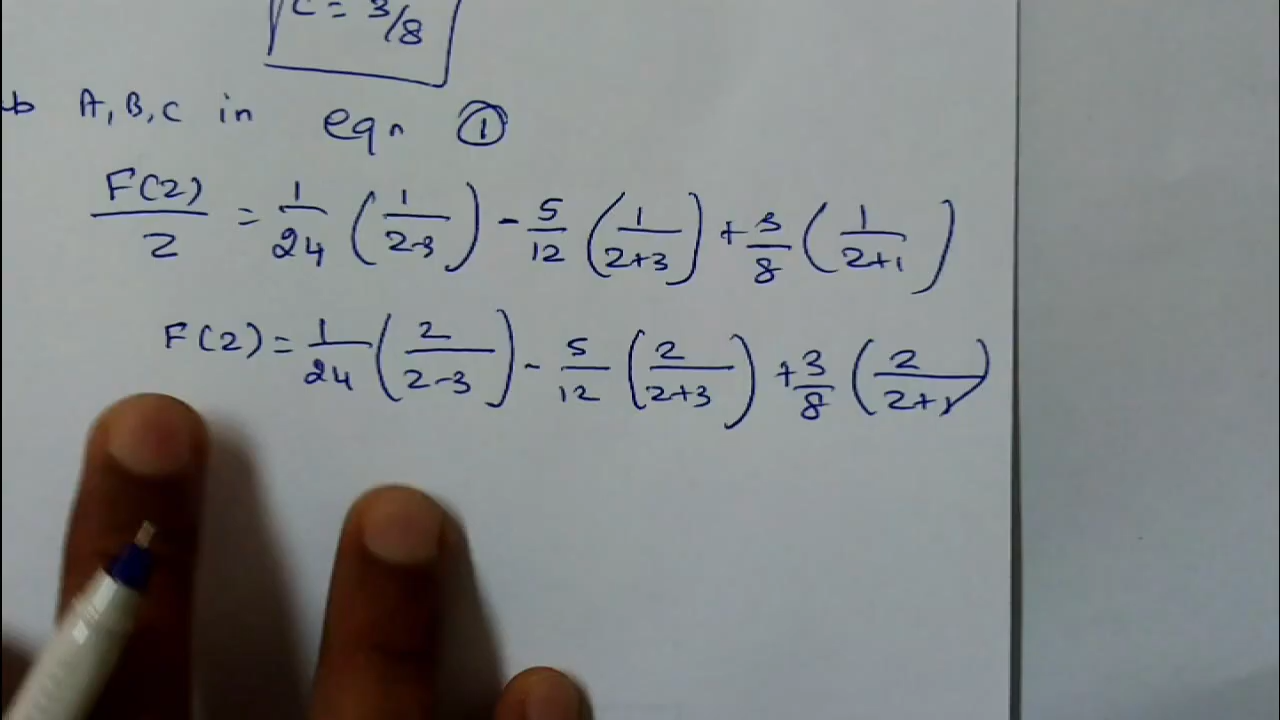 C = 3/8
A, B, C in eqn ①
F(z)/z = 1/24 (1/(z-3)) - 5/12 (1/(z+3)) + 3/8 (1/(z+1))
F(z) = 1/24 (z/(z-3)) - 5/12 (z/(z+3)) + 3/8 (z/(z+1))